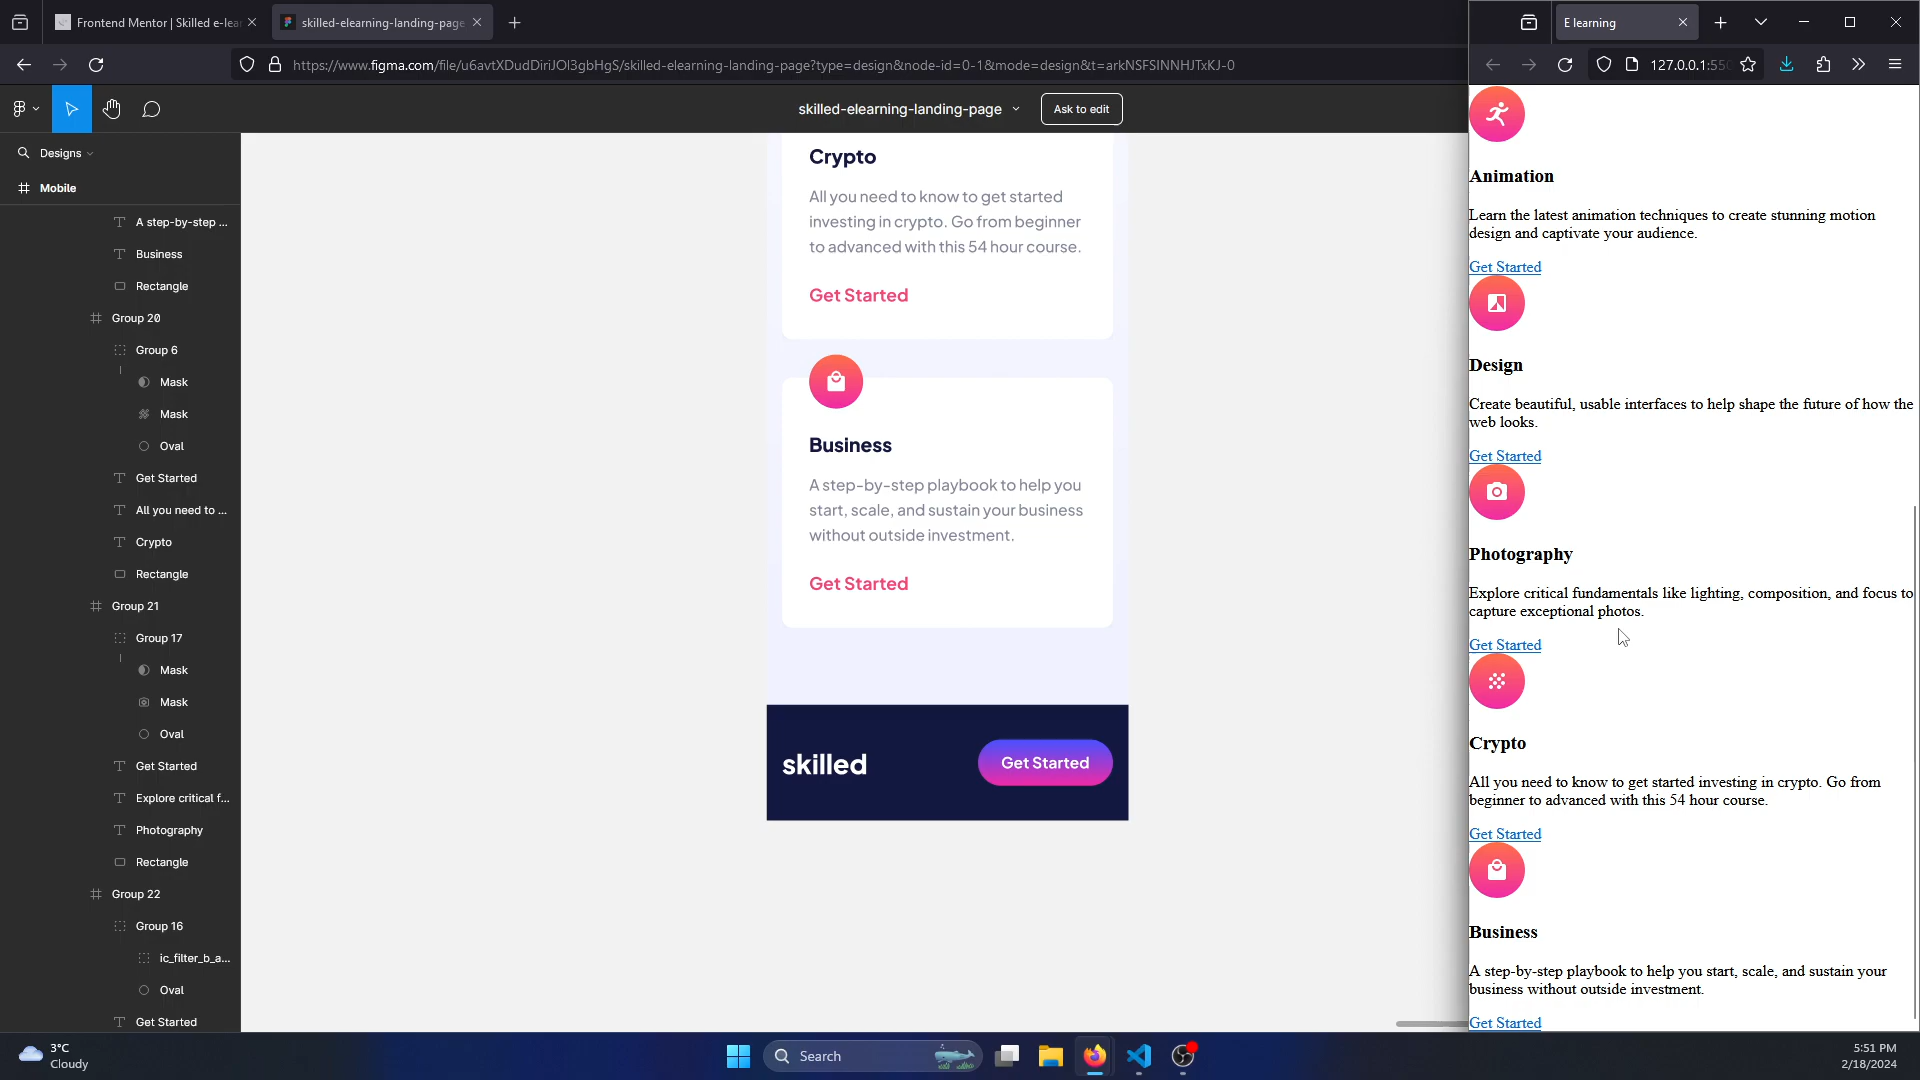 Frontend Mentor | Skilled e-lea
skilled-elearning-landing-page
E learning
https://www.figma.com/file/u6avtXDudDiriJOl3gbHgS/skilled-elearning-landing-page?type=design&node-id=0-1&mode=design&t=arkNSFSINNHJTxKJ-0
127.0.0.1:550
skilled-elearning-landing-page
Ask to edit
Designs
Mobile
A step-by-step ...
Business
Rectangle
Group 20
Group 6
Mask
Mask
Oval
Get Started
All you need to ...
Crypto
Rectangle
Group 21
Group 17
Mask
Mask
Oval
Get Started
Explore critical f...
Photography
Rectangle
Group 22
Group 16
ic_filter_b_a...
Oval
Get Started
Crypto
All you need to know to get started
investing in crypto. Go from beginner
to advanced with this 54 hour course.
Get Started
Business
A step-by-step playbook to help you
start, scale, and sustain your business
without outside investment.
Get Started
skilled
Get Started
Animation
Learn the latest animation techniques to create stunning motion
design and captivate your audience.
Get Started
Design
Create beautiful, usable interfaces to help shape the future of how the
web looks.
Get Started
Photography
Explore critical fundamentals like lighting, composition, and focus to
capture exceptional photos.
Get Started
Crypto
All you need to know to get started investing in crypto. Go from
beginner to advanced with this 54 hour course.
Get Started
Business
A step-by-step playbook to help you start, scale, and sustain your
business without outside investment.
Get Started
3°C
Cloudy
Search
5:51 PM
2/18/2024